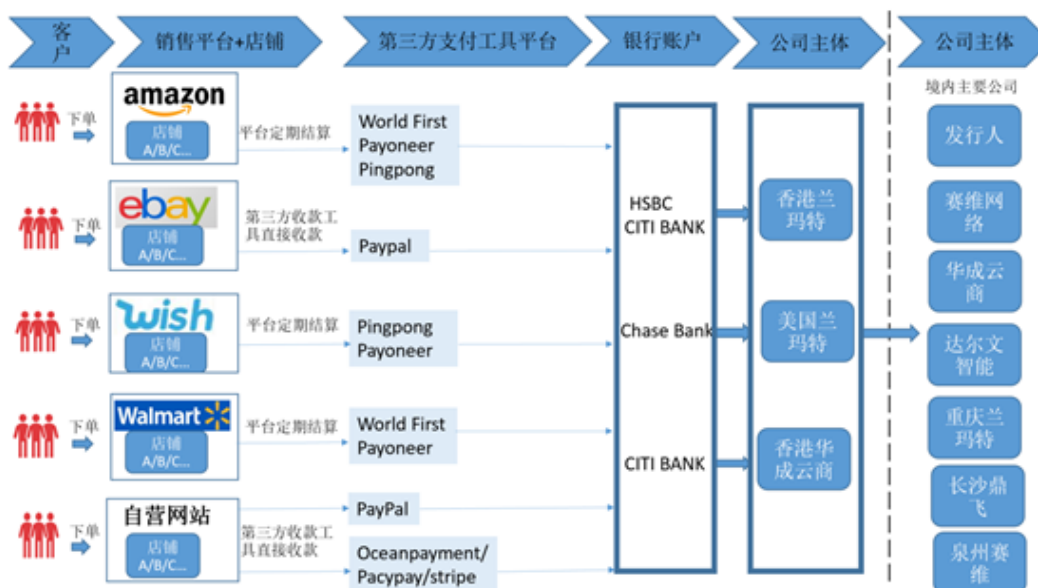 客
户
销售平台+店铺
第三方支付工具平台
银行账户
公司主体
公司主体
下单
amazon
店铺
A/B/C...
平台定期结算
World First
Payoneer
Pingpong
下单
ebay
店铺
A/B/C...
第三方收款工
具直接收款
Paypal
下单
wish
店铺
A/B/C...
平台定期结算
Pingpong
Payoneer
下单
Walmart
店铺
A/B/C...
平台定期结算
World First
Payoneer
下单
自营网站
店铺
A/B/C...
第三方收款工
具直接收款
PayPal
Oceanpayment/
Pacypay/stripe
HSBC
CITI BANK
Chase Bank
CITI BANK
香港兰
玛特
美国兰
玛特
香港华
成云商
境内主要公司
发行人
赛维网
络
华成云
商
达尔文
智能
重庆兰
玛特
长沙鼎
飞
泉州赛
维